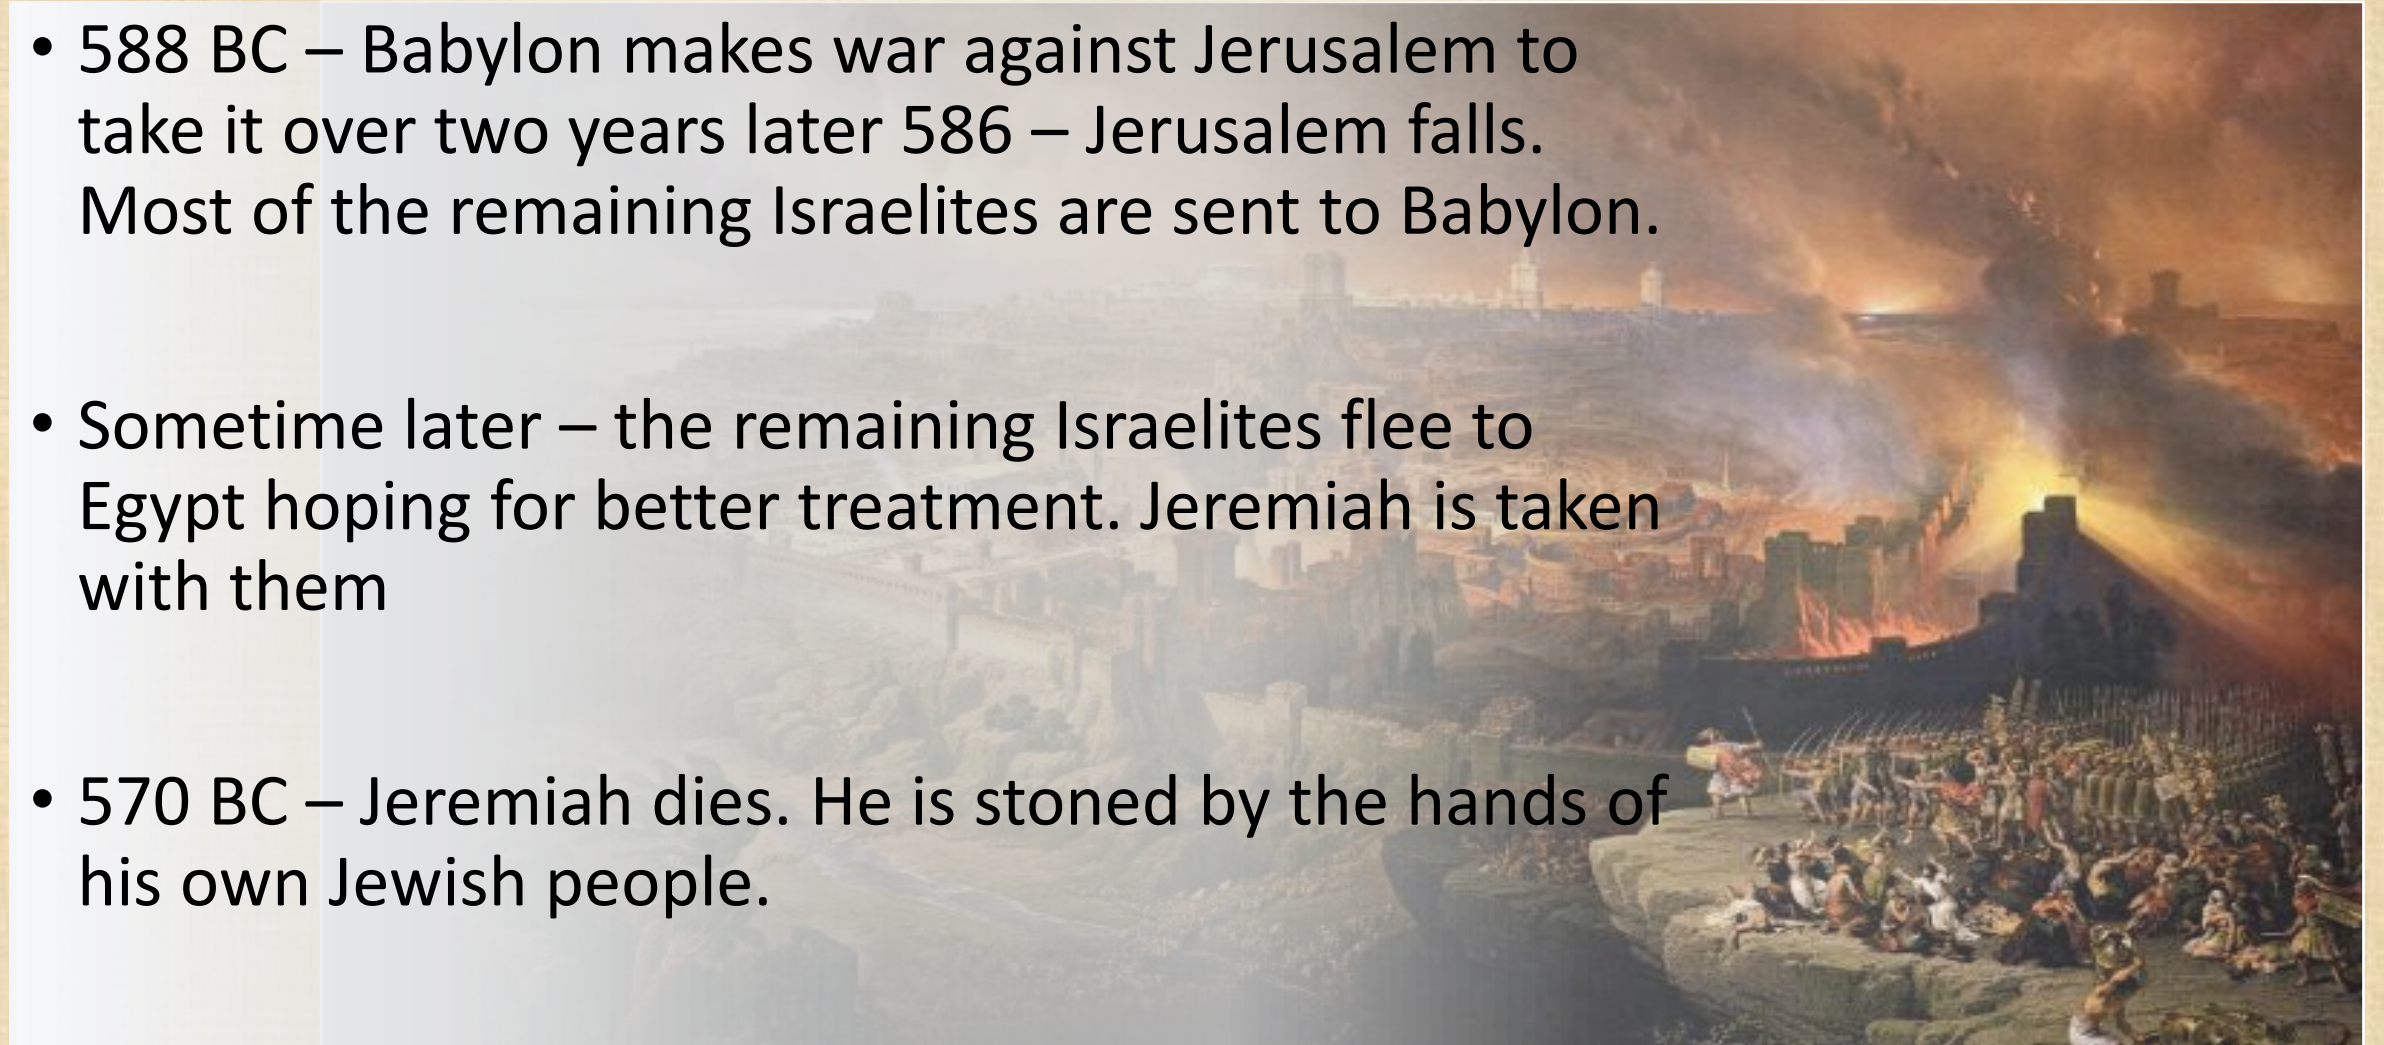 • 588 BC – Babylon makes war against Jerusalem to
take it over two years later 586 – Jerusalem falls.
Most of the remaining Israelites are sent to Babylon.
• Sometime later – the remaining Israelites flee to
Egypt hoping for better treatment. Jeremiah is taken
with them
• 570 BC – Jeremiah dies. He is stoned by the hands of
his own Jewish people.